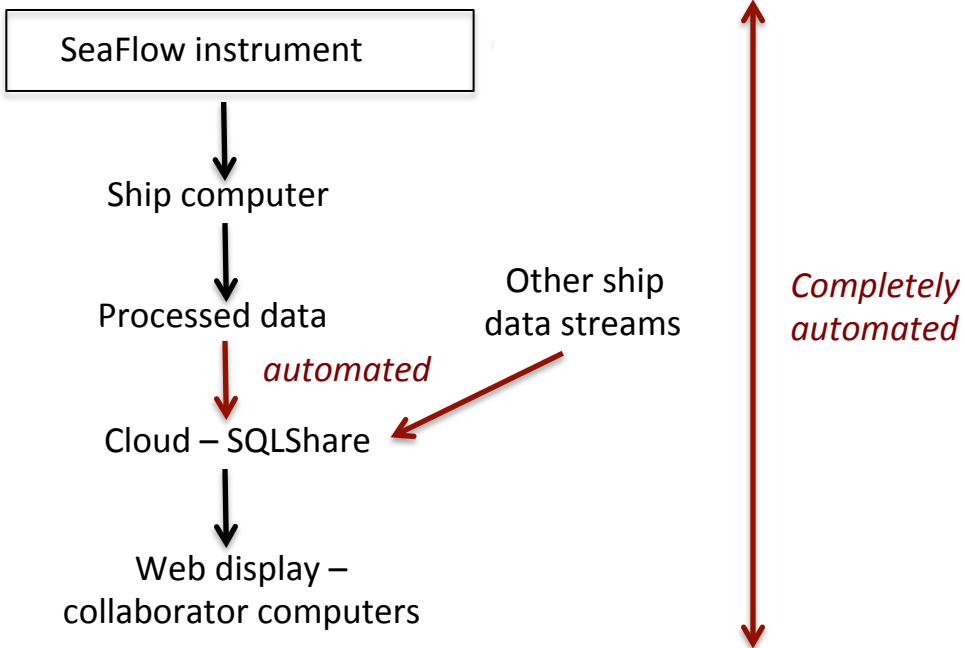 SeaFlow instrument
Ship computer
Other ship
data streams
Completely
automated
Processed data
automated
Cloud – SQLShare
Web display –
collaborator computers